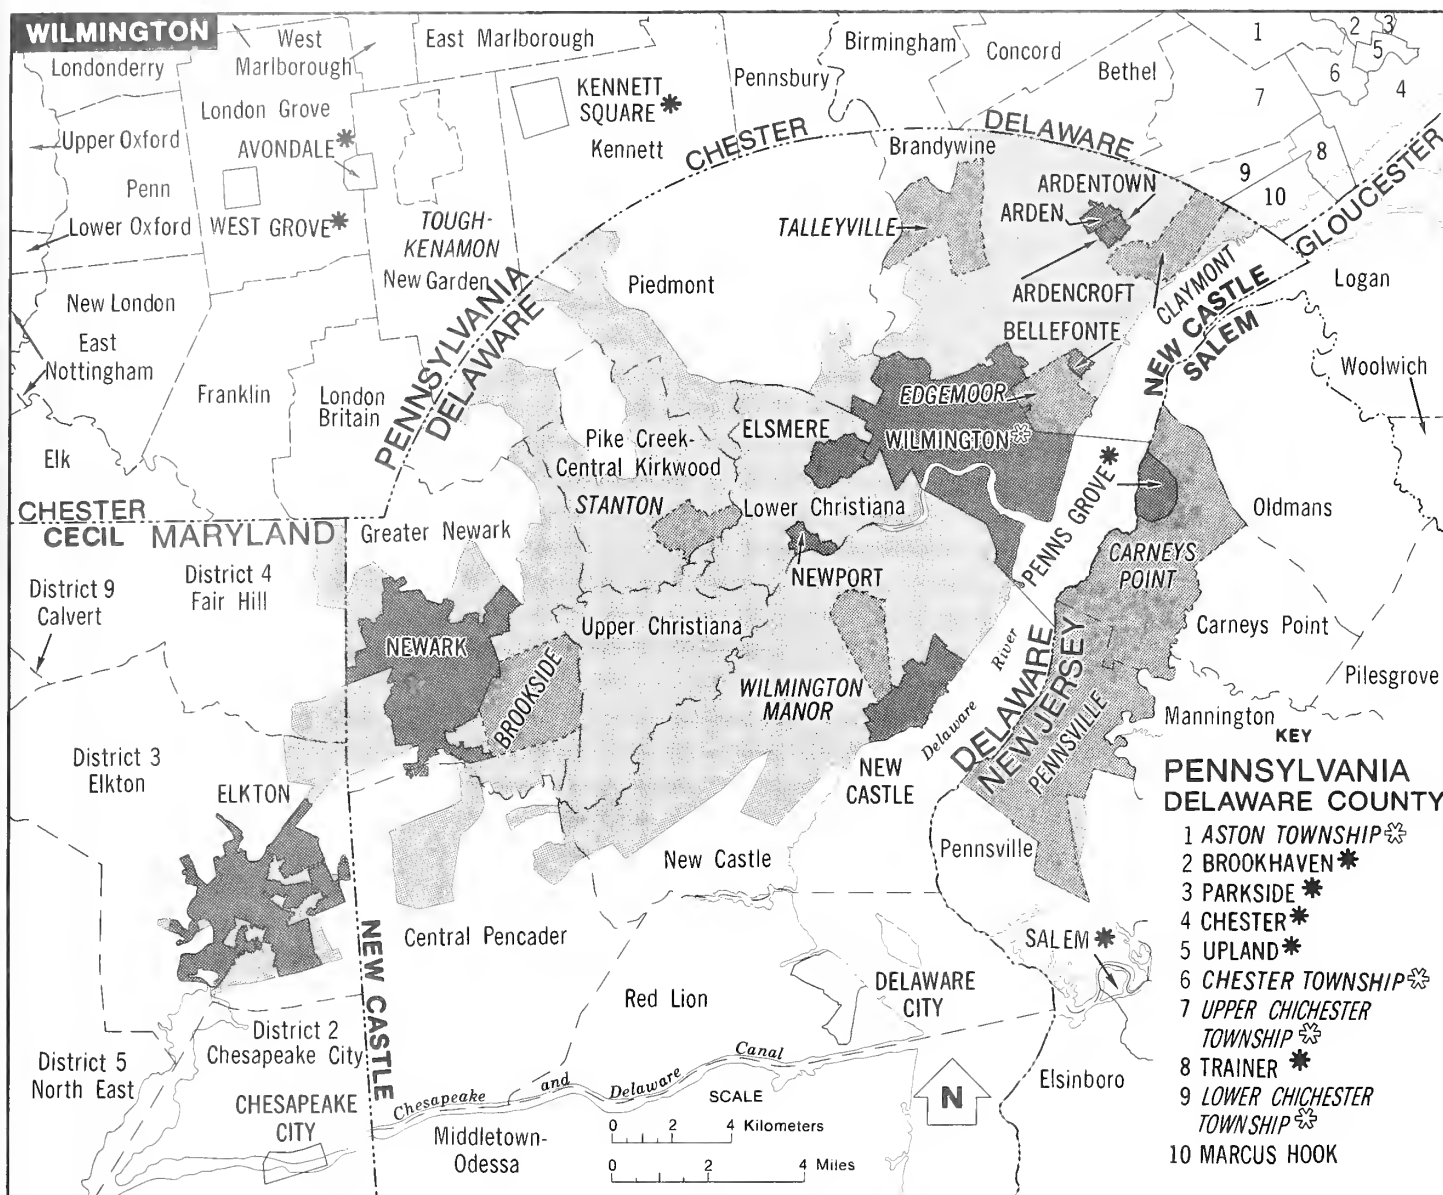 WILMINGTON
West
Marlborough
East Marlborough
Londonderry
Birmingham
Concord
Pennsbury
Bethel
1
2
3
5
6
4
7
London Grove
KENNETT
SQUARE*
Upper Oxford
AVONDALE*
Kennett
CHESTER
DELAWARE
Brandywine
8
9
10
Penn
Lower Oxford
WEST GROVE*
TOUGH-
KENAMON
New Garden
TALLEYVILLE
ARDENTOWN
ARDEN
ARDENCROFT
CLAYMONT
GLOUCESTER
NEW CASTLE
SALEM
Logan
New London
East
Nottingham
PENNSYLVANIA
DELAWARE
Piedmont
BELLEFONTE
Woolwich
Franklin
London
Britain
EDGEMOOR
WILMINGTON*
ELSMERE
Elk
Pike Creek-
Central Kirkwood
PENNS GROVE*
CHESTER
CECIL
MARYLAND
STANTON
Lower Christiana
Oldmans
Greater Newark
District 4
Fair Hill
District 9
Calvert
NEWPORT
CARNEYS
POINT
Carneys Point
NEWARK
Upper Christiana
BROOKSIDE
WILMINGTON
MANOR
Delaware River
DELAWARE
NEW JERSEY
PENNSVILLE
Pilesgrove
Mannington
District 3
Elkton
ELKTON
NEW
CASTLE
New Castle
Pennsville
KEY
PENNSYLVANIA
DELAWARE COUNTY
1 ASTON TOWNSHIP*
2 BROOKHAVEN*
3 PARKSIDE*
4 CHESTER*
5 UPLAND*
6 CHESTER TOWNSHIP*
7 UPPER CHICHESTER
TOWNSHIP*
8 TRAINER *
9 LOWER CHICHESTER
TOWNSHIP*
10 MARCUS HOOK
NEW CASTLE
Central Pencader
SALEM*
Red Lion
DELAWARE
CITY
District 2
Chesapeake City
District 5
North East
Chesapeake and Delaware Canal
Elsinboro
CHESAPEAKE
CITY
Middletown-
Odessa
SCALE
0 2 4 Kilometers
0 2 4 Miles
N